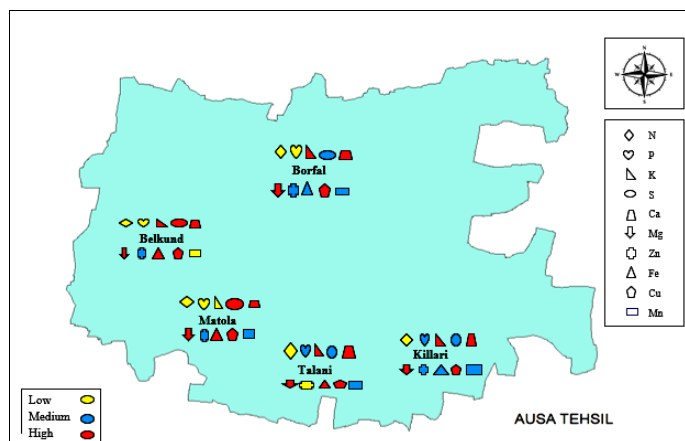 N
W
E
S
N
P
K
S
Ca
Mg
Zn
Fe
Cu
Mn
Borfal
Belkund
Matola
Talani
Killari
Low
Medium
High
AUSA TEHSIL